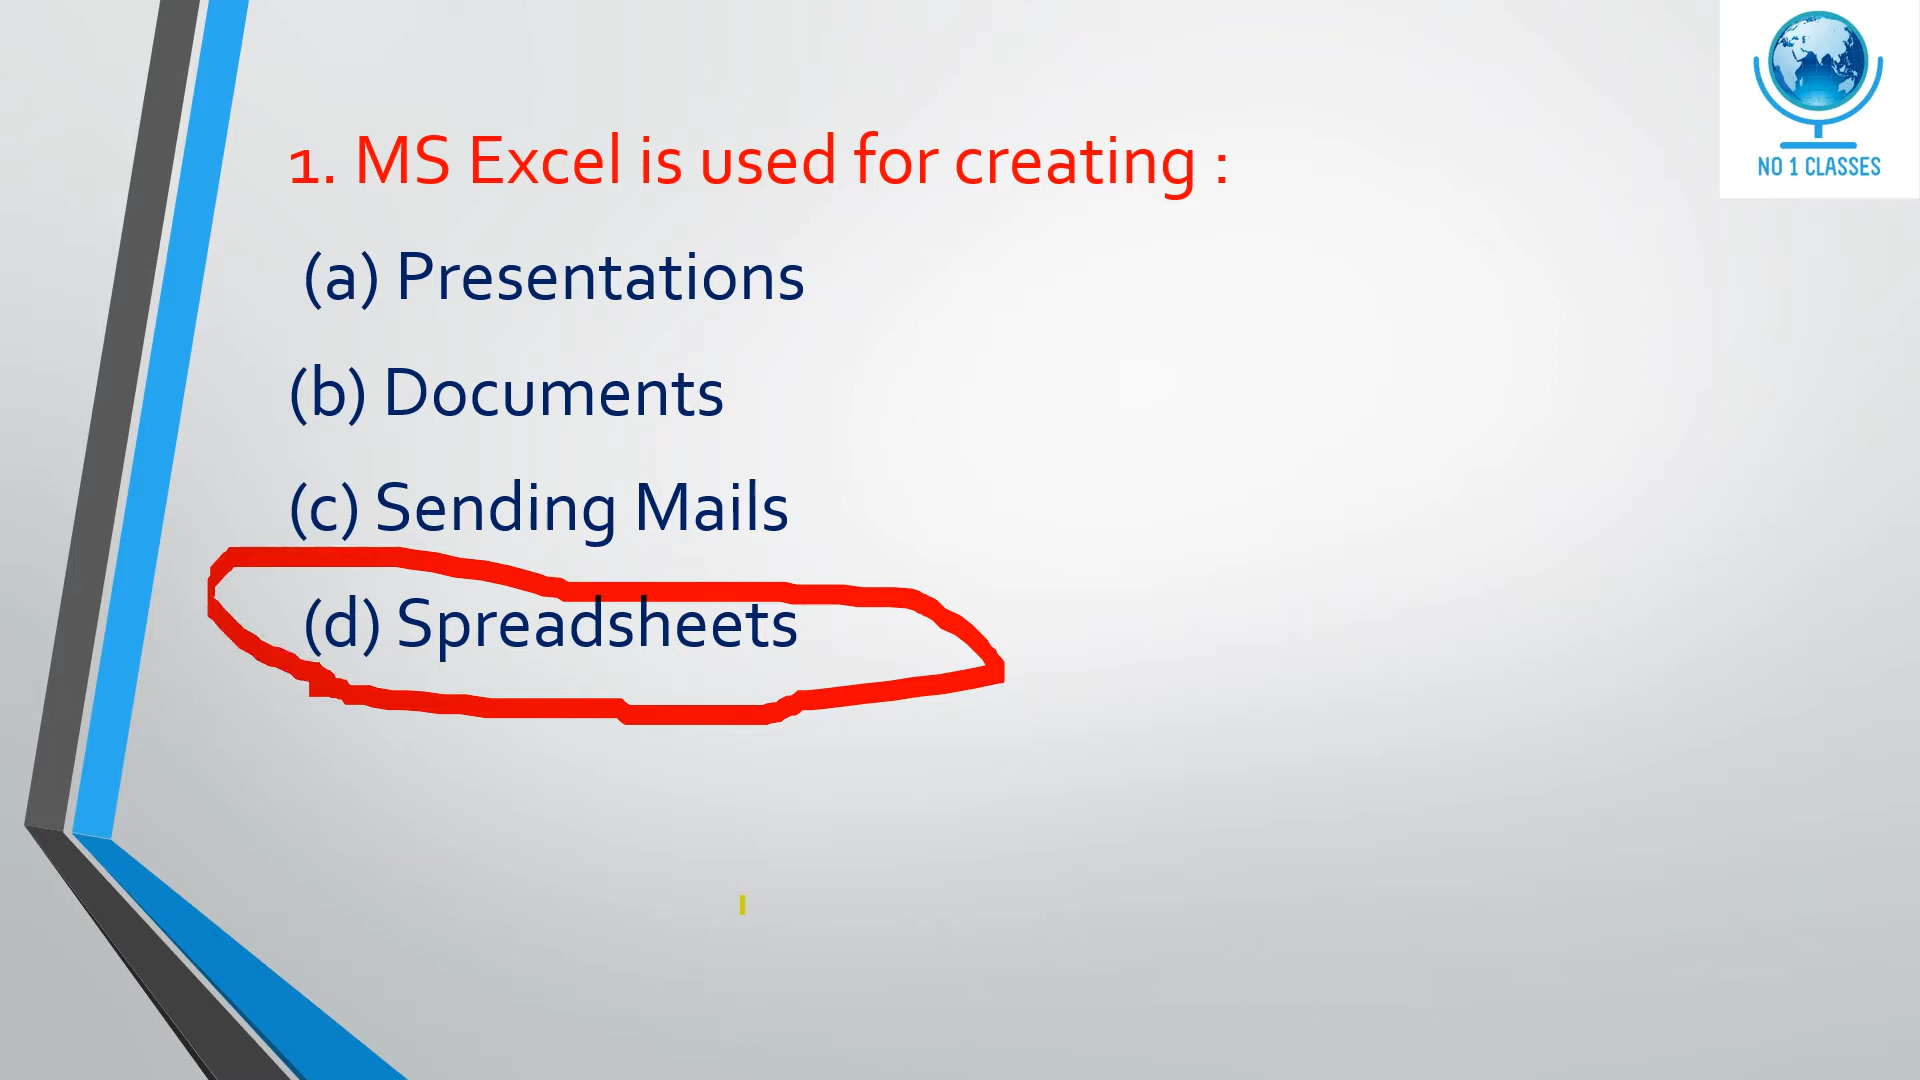 NO 1 CLASSES
1. MS Excel is used for creating :
(a) Presentations
(b) Documents
(c) Sending Mails
(d) Spreadsheets